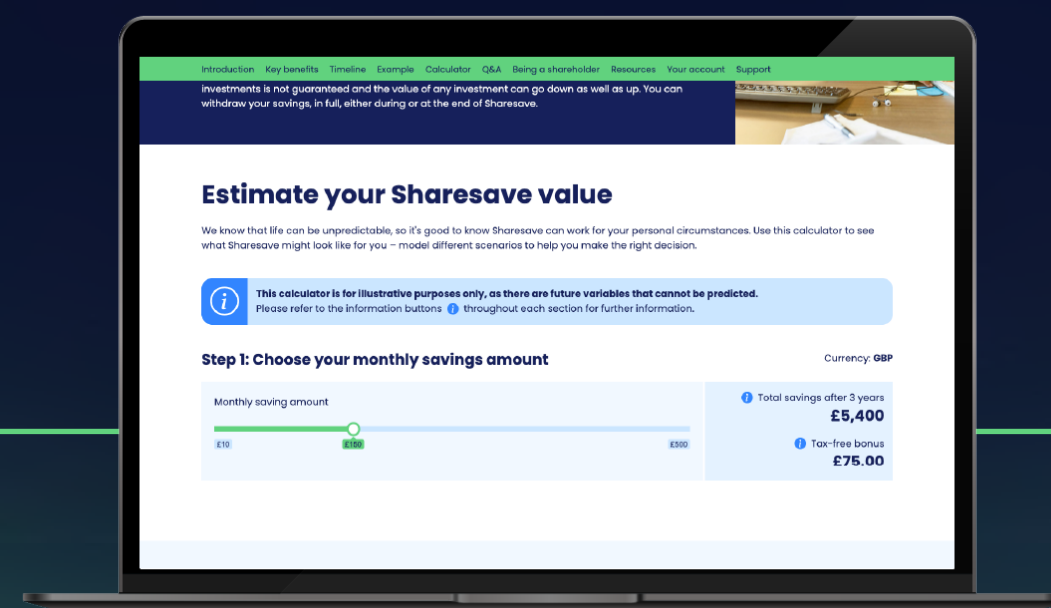 Introduction Key benefits Timeline Example Calculator Q&A Being a shareholder Resources Your account Support
investments is not guaranteed and the value of any investment can go down as well as up. You can
withdraw your savings, in full, either during or at the end of Sharesave.
Estimate your Sharesave value
We know that life can be unpredictable, so it's good to know Sharesave can work for your personal circumstances. Use this calculator to see
what Sharesave might look like for you – model different scenarios to help you make the right decision.
This calculator is for illustrative purposes only, as there are future variables that cannot be predicted.
Please refer to the information buttons i throughout each section for further information.
Step 1: Choose your monthly savings amount
Currency: GBP
Monthly saving amount
£10
£150
£500
i Total savings after 3 years
£5,400
i Tax-free bonus
£75.00